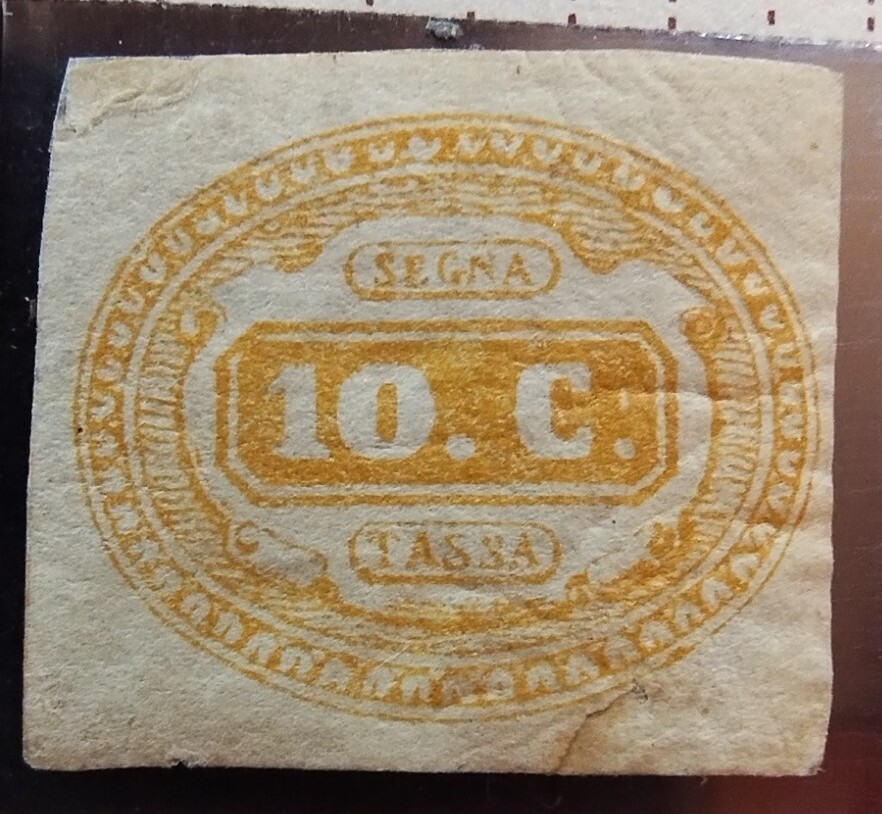 SEGNA
10. C:
TASSA